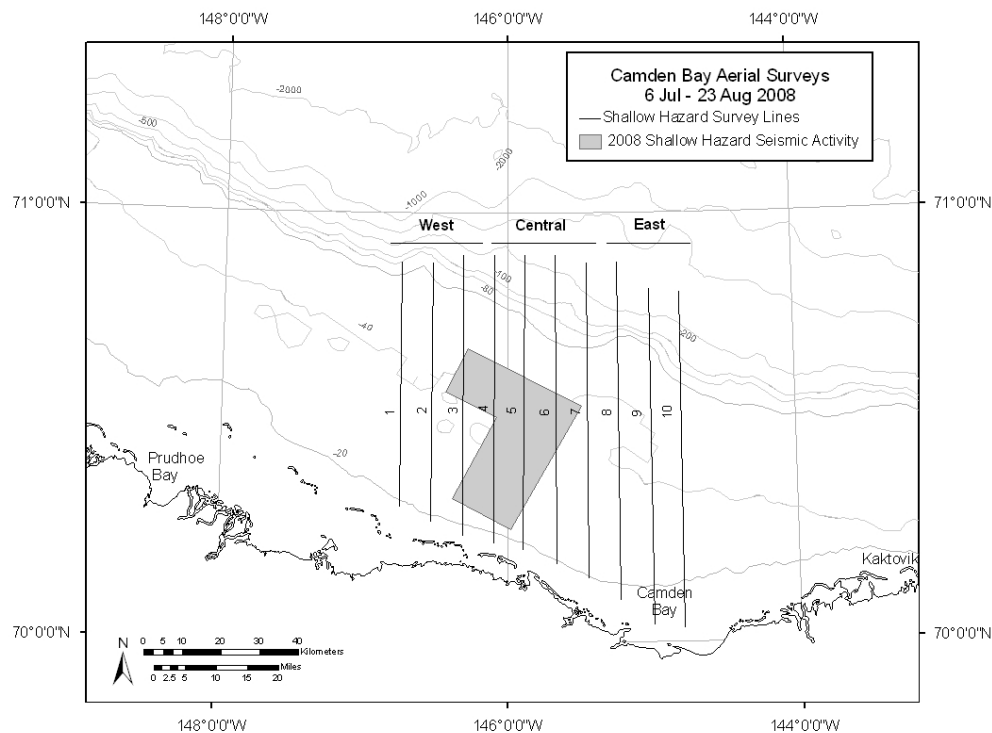 148°0'0"W 146°0'0"W 144°0'0"W
Camden Bay Aerial Surveys
6 Jul - 23 Aug 2008
Shallow Hazard Survey Lines
2008 Shallow Hazard Seismic Activity
-2000
-500
-2000
-1000
71°0'0"N 71°0'0"N
West Central East
-100
-80
-200
-40
1 2 3 4 5 6 7 8 9 10
-20
Prudhoe
Bay
Kaktovik
Camden
Bay
70°0'0"N 70°0'0"N
N
0 5 10 20 30 40
Kilometers
Miles
0 2.5 5 10 15 20
148°0'0"W 146°0'0"W 144°0'0"W